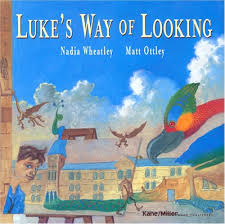 LUKE'S WAY OF LOOKING
Nadia Wheatley Matt Ottley
Kane/Miller